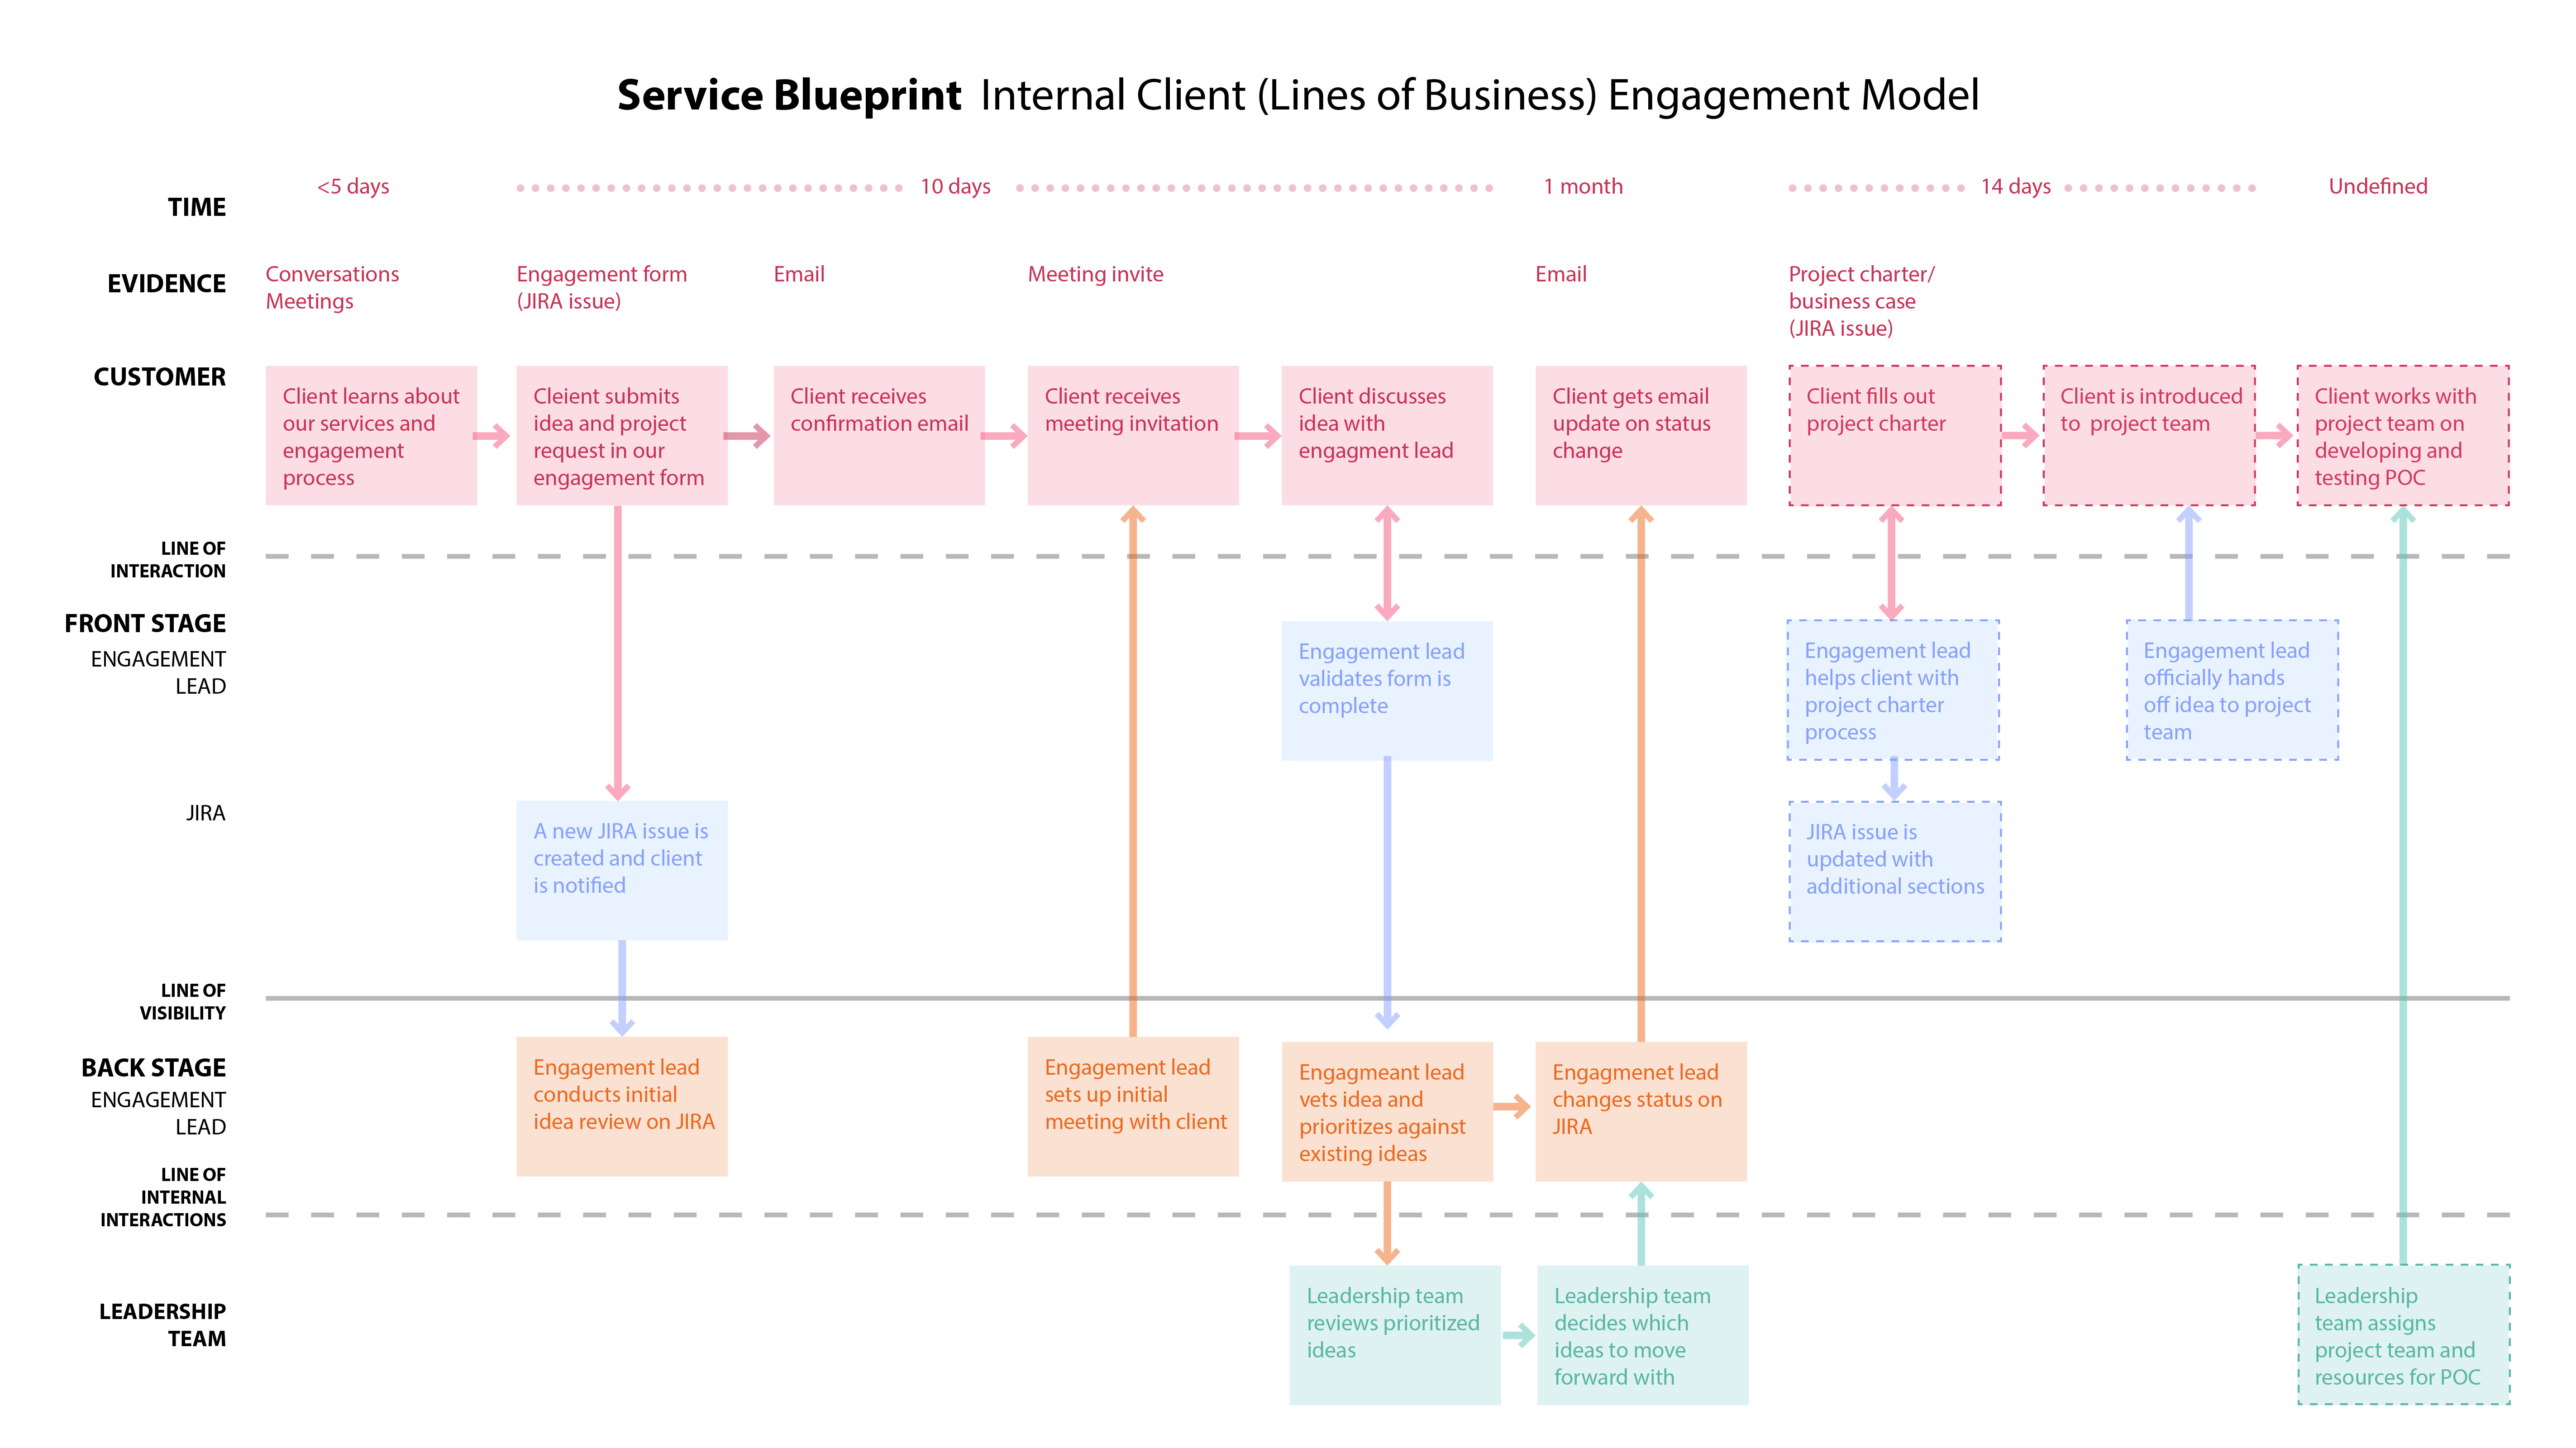 Service Blueprint Internal Client (Lines of Business) Engagement Model
TIME
<5 days
10 days
1 month
14 days
Undefined
EVIDENCE
Conversations
Meetings
Engagement form
(JIRA issue)
Email
Meeting invite
Email
Project charter/
business case
(JIRA issue)
CUSTOMER
Client learns about
our services and
engagement
process
Cleient submits
idea and project
request in our
engagement form
Client receives
confirmation email
Client receives
meeting invitation
Client discusses
idea with
engagment lead
Client gets email
update on status
change
Client fills out
project charter
Client is introduced
to project team
Client works with
project team on
developing and
testing POC
LINE OF
INTERACTION
FRONT STAGE
ENGAGEMENT
LEAD
Engagement lead
validates form is
complete
Engagement lead
helps client with
project charter
process
Engagement lead
officially hands
off idea to project
team
JIRA
A new JIRA issue is
created and client
is notified
JIRA issue is
updated with
additional sections
LINE OF
VISIBILITY
BACK STAGE
ENGAGEMENT
LEAD
Engagement lead
conducts initial
idea review on JIRA
Engagement lead
sets up initial
meeting with client
Engagmeant lead
vets idea and
prioritizes against
existing ideas
Engagmenet lead
changes status on
JIRA
LINE OF
INTERNAL
INTERACTIONS
LEADERSHIP
TEAM
Leadership team
reviews prioritized
ideas
Leadership team
decides which
ideas to move
forward with
Leadership
team assigns
project team and
resources for POC